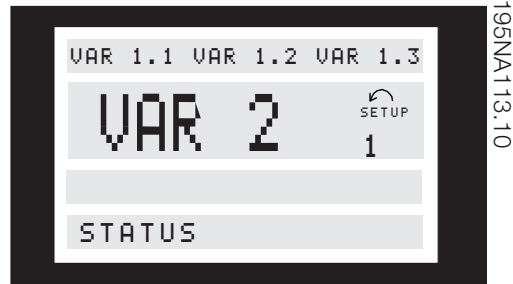 VAR 1.1 VAR 1.2 VAR 1.3
VAR 2
SETUP
1
STATUS
195NA113.10